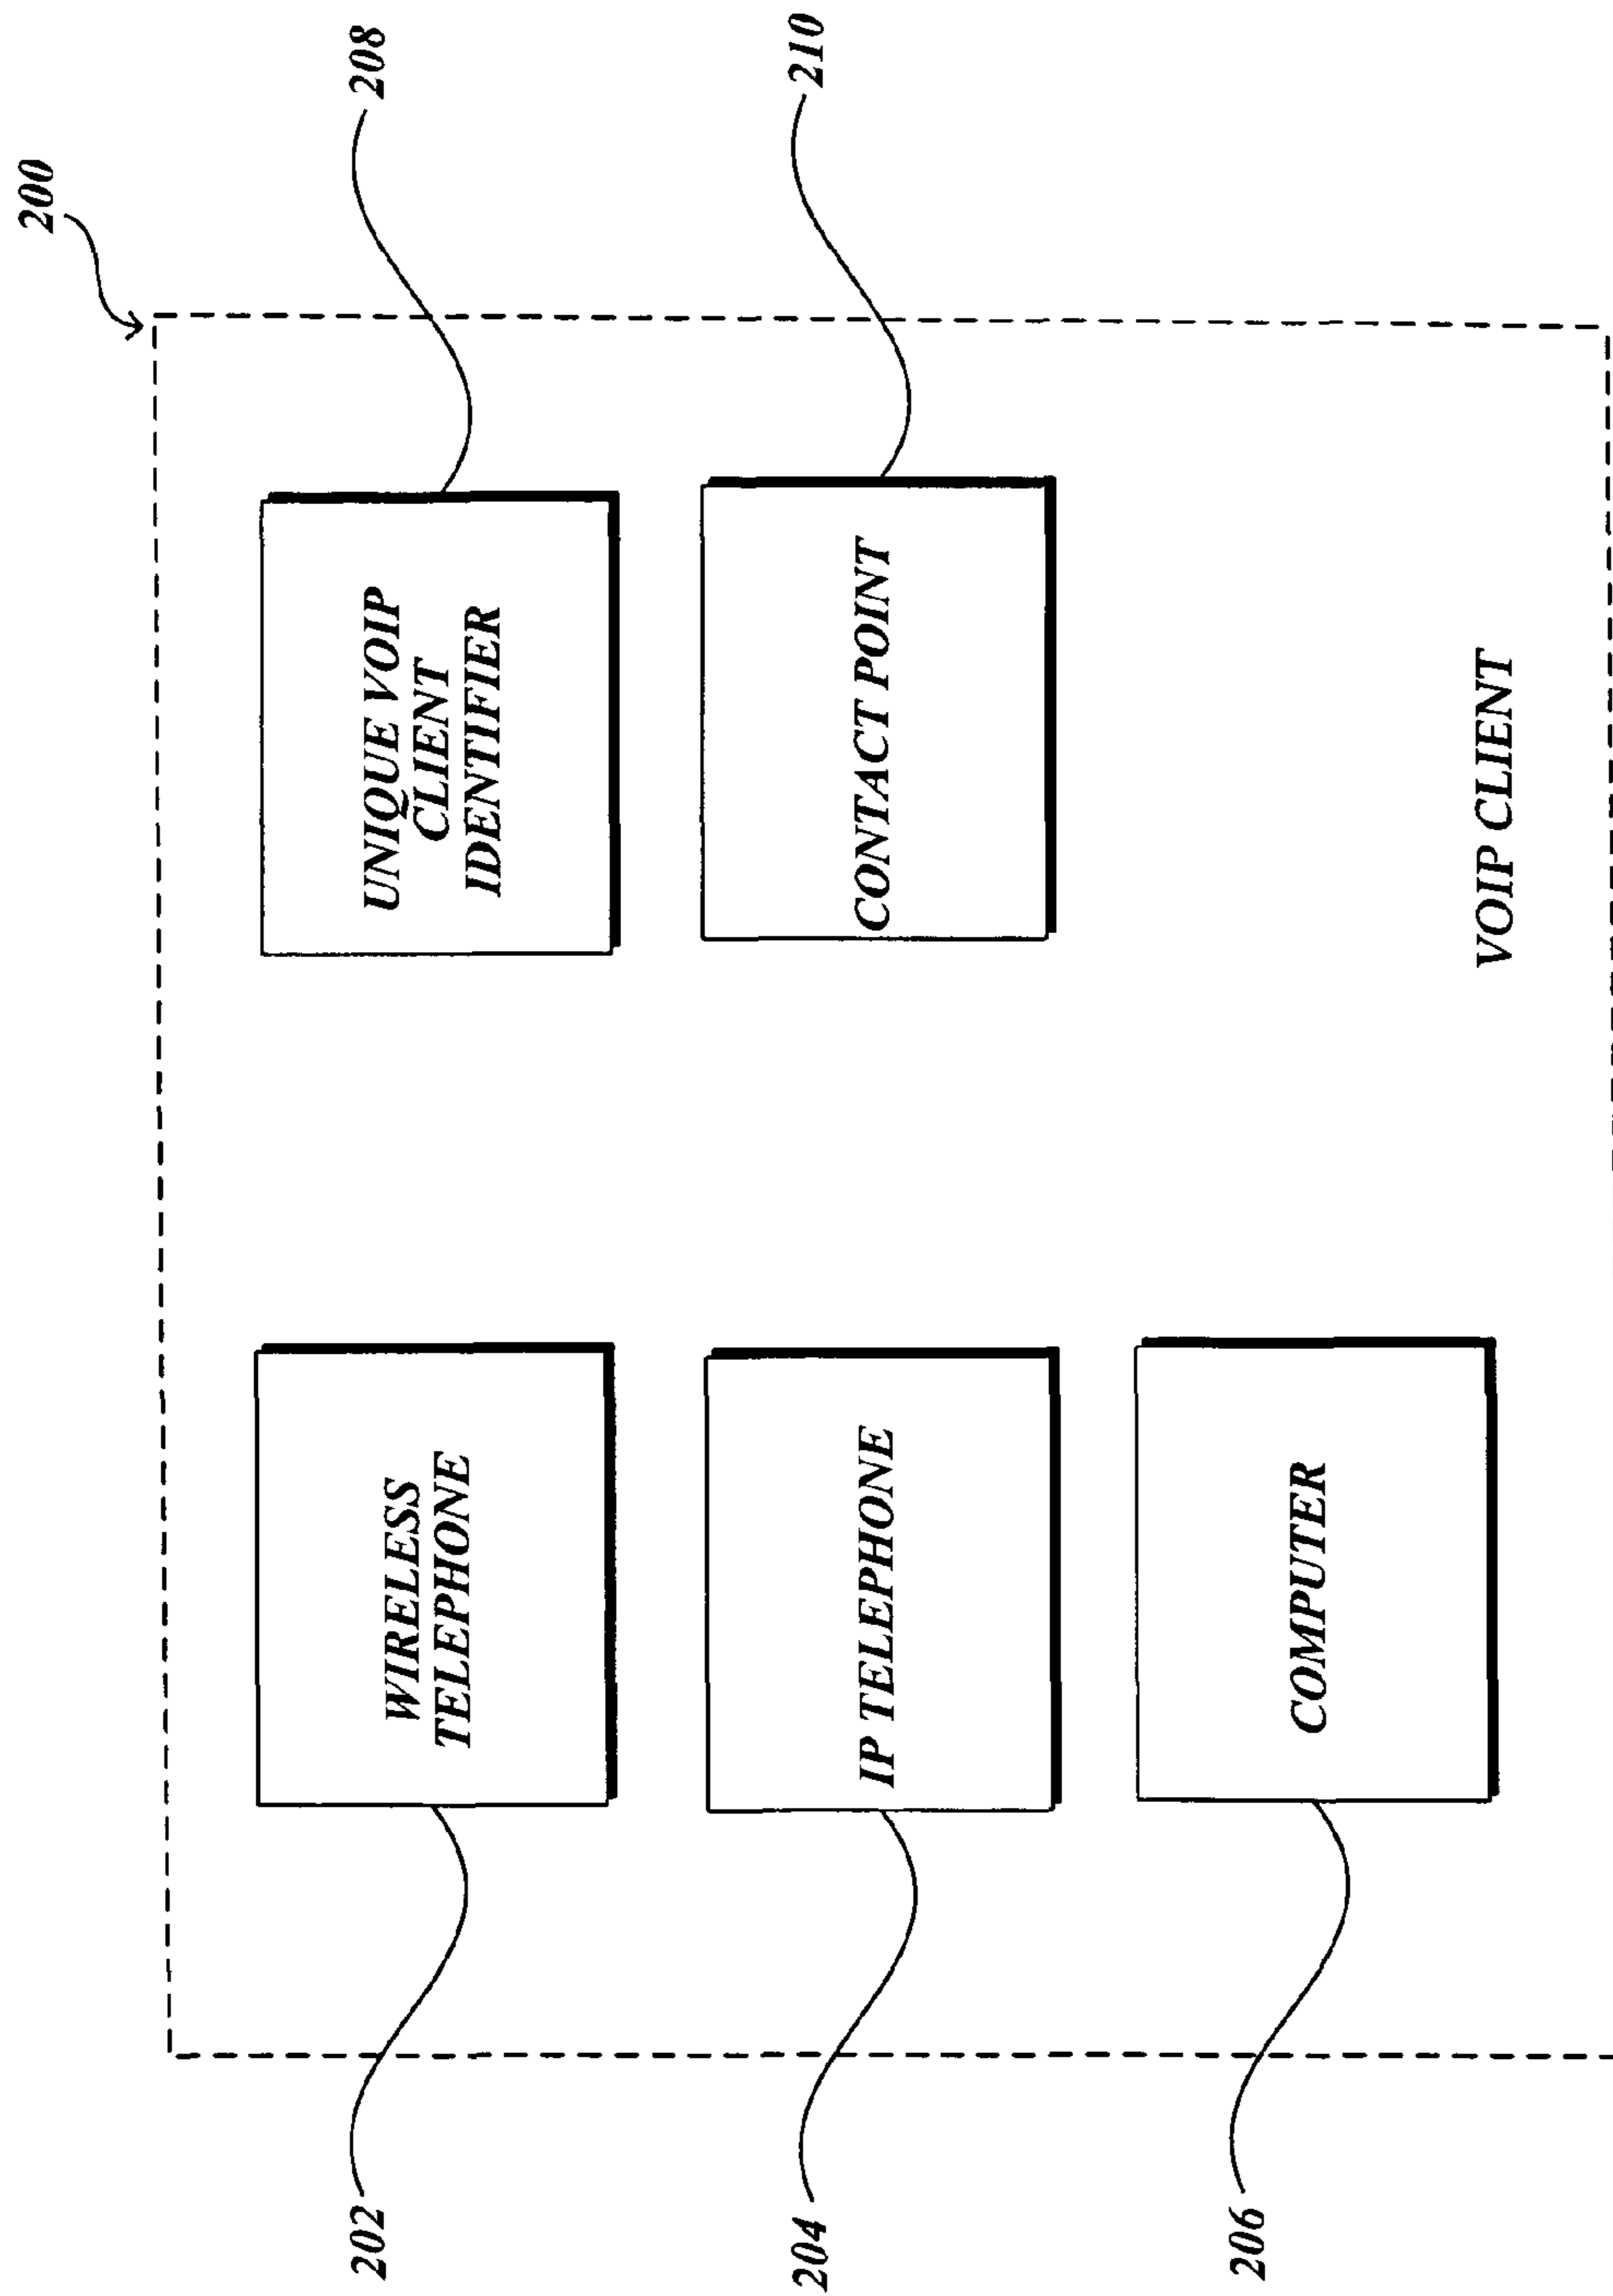 200
202
WIRELESS
TELEPHONE
UNIQUE VOIP
CLIENT
IDENTIFIER
208
204
IP TELEPHONE
CONTACT POINT
210
206
COMPUTER
VOIP CLIENT